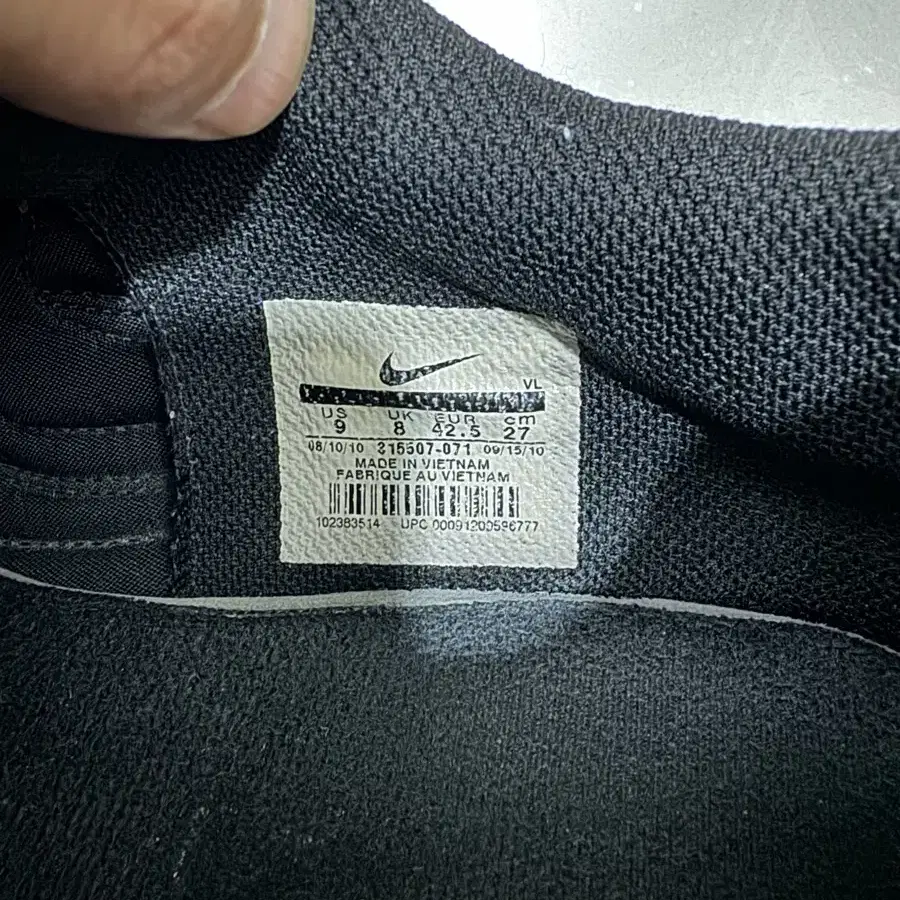 VL
US UK EUR cm
9 8 42.5 27
08/10/10 315507-071 09/15/10
MADE IN VIETNAM
FABRIQUE AU VIETNAM
102383514 UPC 00091200596777